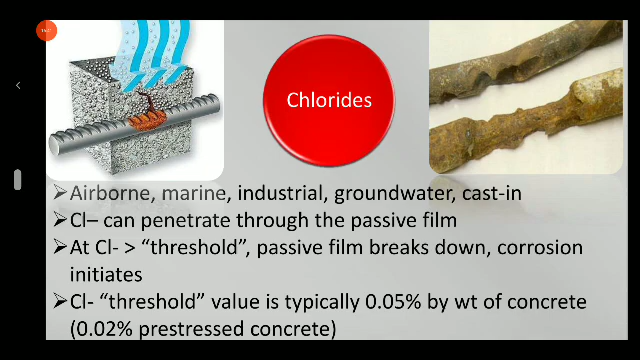 Chlorides
➢Airborne, marine, industrial, groundwater, cast-in
➢Cl– can penetrate through the passive film
➢At Cl- > “threshold”, passive film breaks down, corrosion
initiates
➢Cl- “threshold” value is typically 0.05% by wt of concrete
(0.02% prestressed concrete)